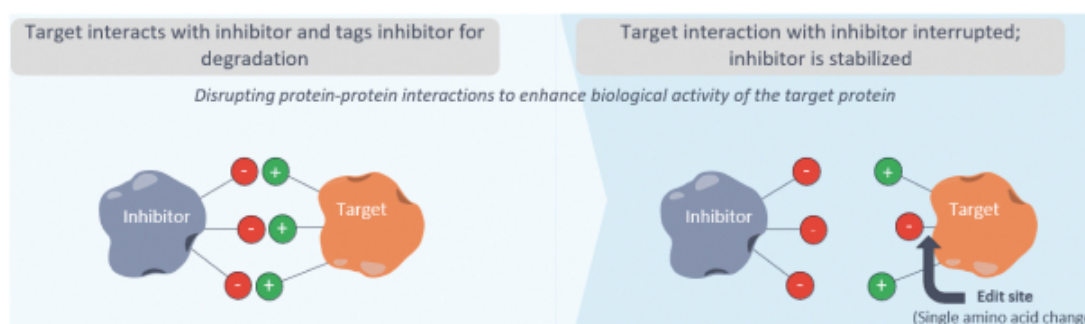 Target interacts with inhibitor and tags inhibitor for
degradation
Target interaction with inhibitor interrupted;
inhibitor is stabilized
Disrupting protein-protein interactions to enhance biological activity of the target protein
Inhibitor
- +
- +
- +
Target
Inhibitor
-
-
-
+
-
+
Target
Edit site
(Single amino acid change